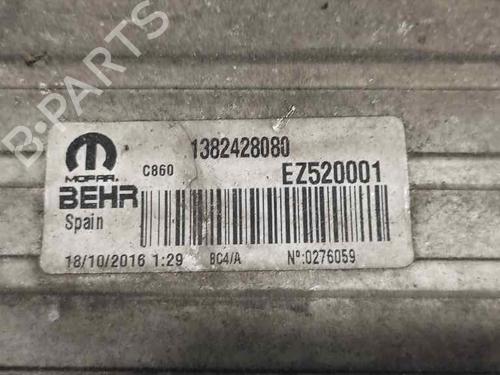 B-PARTS
1382428080
MOPAR.
C860
EZ520001
BEHR
Spain
18/10/2016 1:29
BC4/A
Nº:0276059